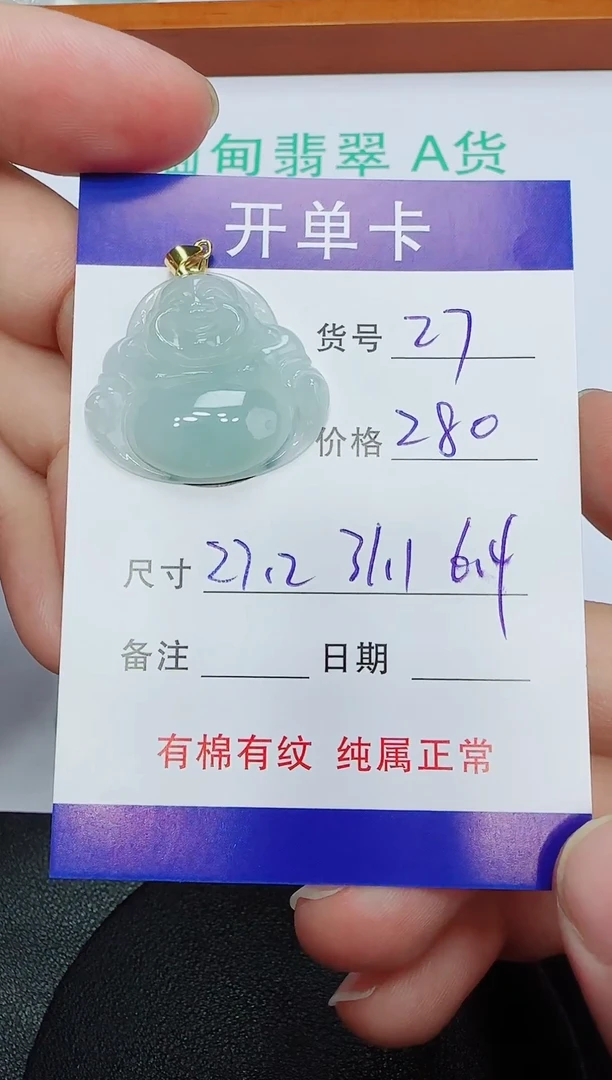 甸翡翠 A货
开单卡
货号 27
价格 280
尺寸 27.2 31.1 6.4
备注 日期
有棉有纹 纯属正常